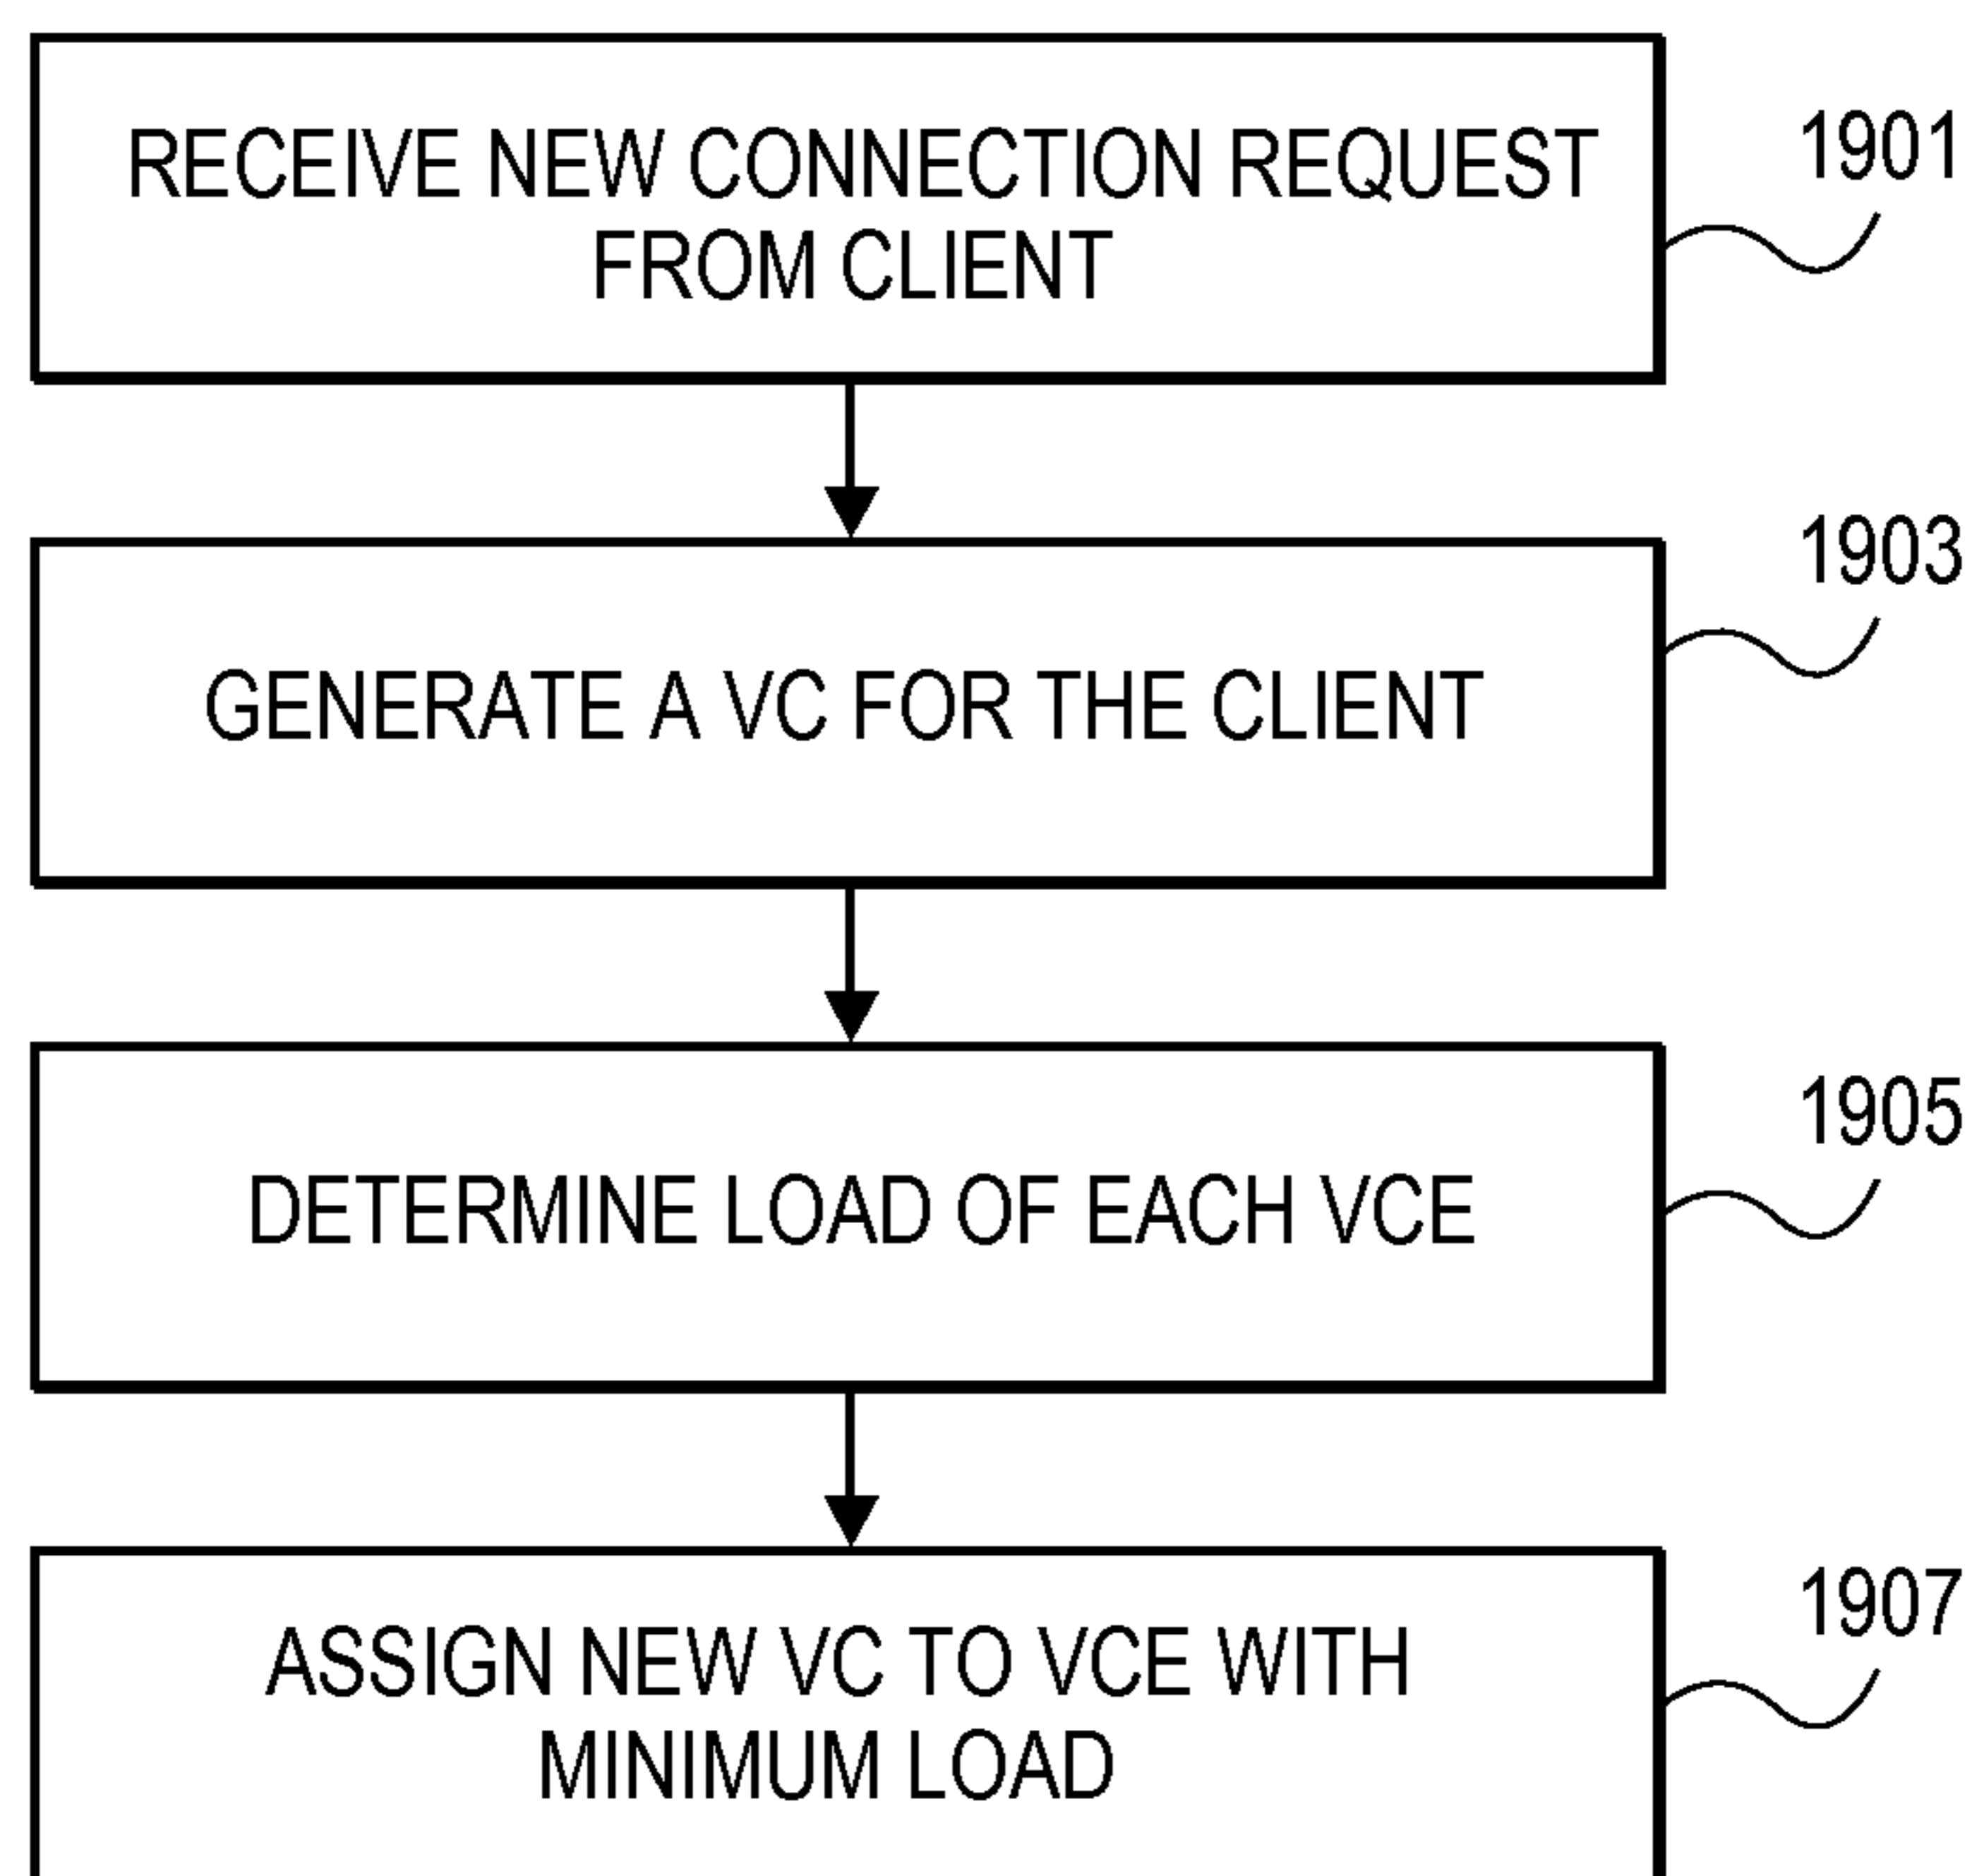 RECEIVE NEW CONNECTION REQUEST
FROM CLIENT
1901
GENERATE A VC FOR THE CLIENT
1903
DETERMINE LOAD OF EACH VCE
1905
ASSIGN NEW VC TO VCE WITH
MINIMUM LOAD
1907